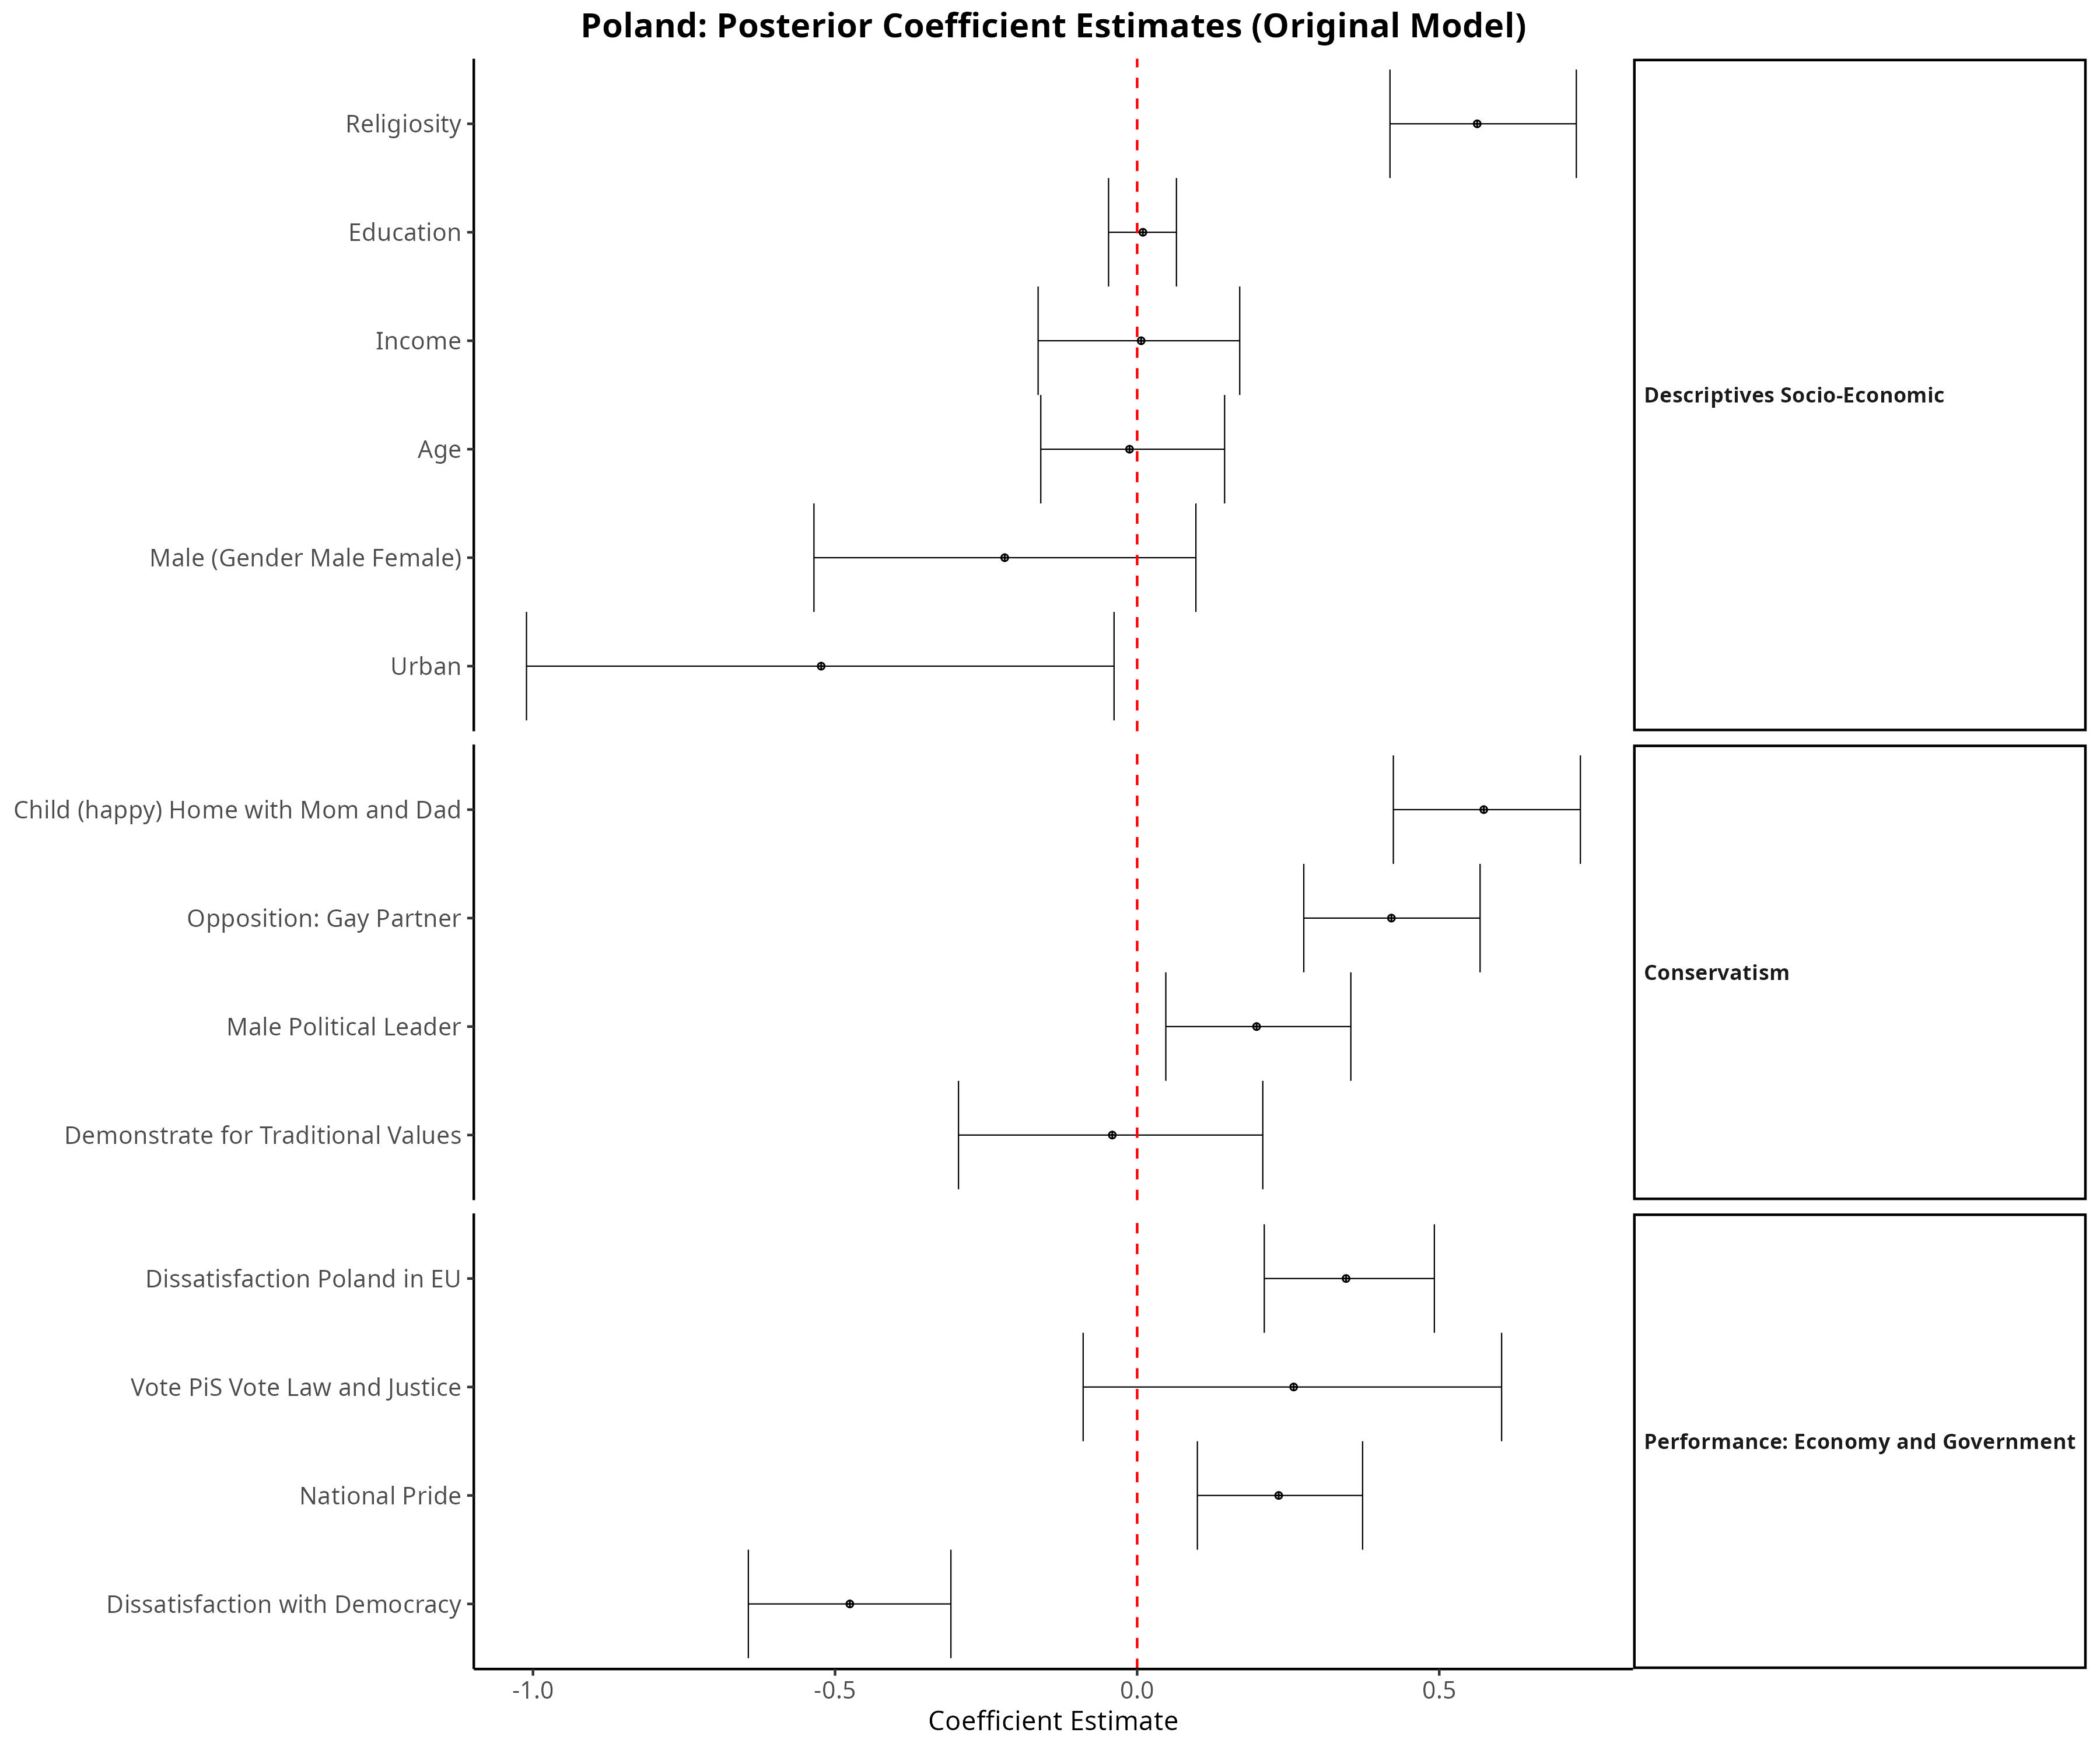 Poland: Posterior Coefficient Estimates (Original Model)
Religiosity
Education
Income
Age
Male (Gender Male Female)
Urban
Descriptives Socio-Economic
Child (happy) Home with Mom and Dad
Opposition: Gay Partner
Male Political Leader
Demonstrate for Traditional Values
Conservatism
Dissatisfaction Poland in EU
Vote PiS Vote Law and Justice
National Pride
Dissatisfaction with Democracy
Performance: Economy and Government
-1.0 -0.5 0.0 0.5
Coefficient Estimate